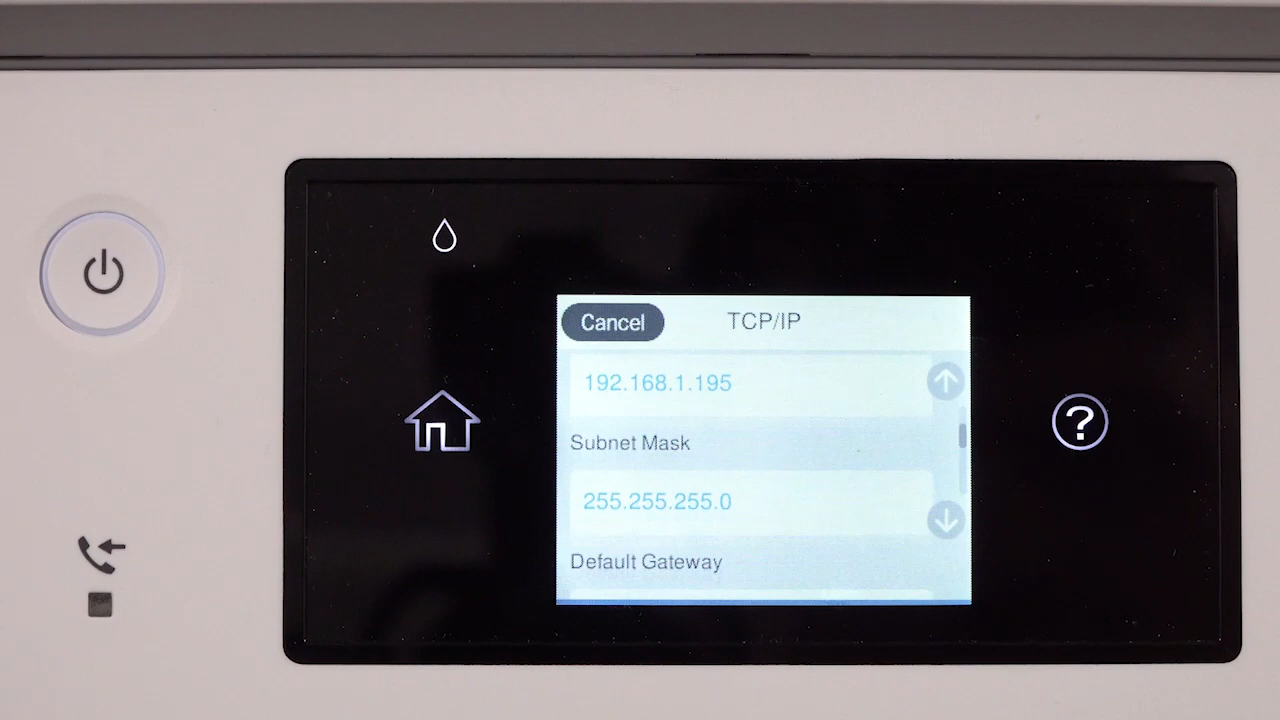 Cancel TCP/IP
192.168.1.195
Subnet Mask
255.255.255.0
Default Gateway